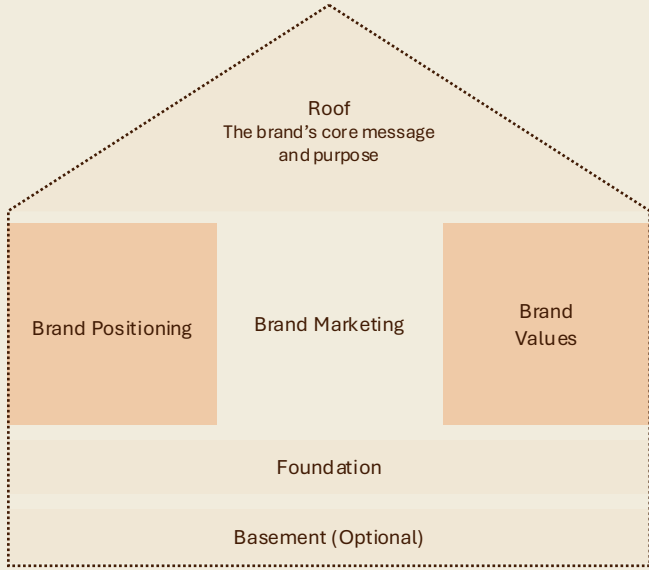 Roof
The brand's core message
and purpose
Brand Positioning
Brand Marketing
Brand
Values
Foundation
Basement (Optional)